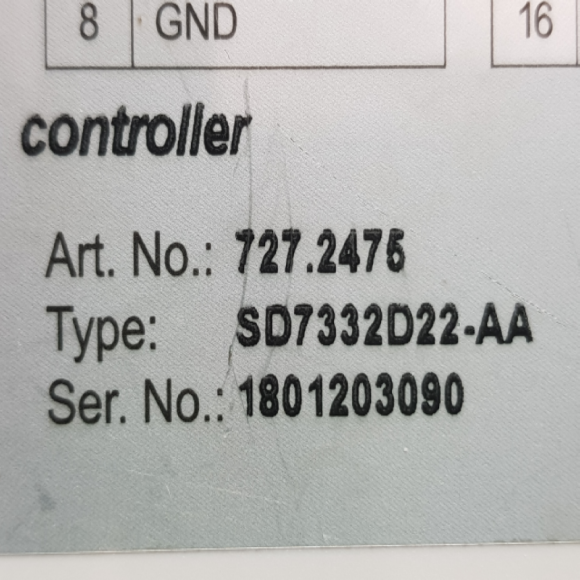 8 GND 16
controller
Art. No.: 727.2475
Type: SD7332D22-AA
Ser. No.: 1801203090